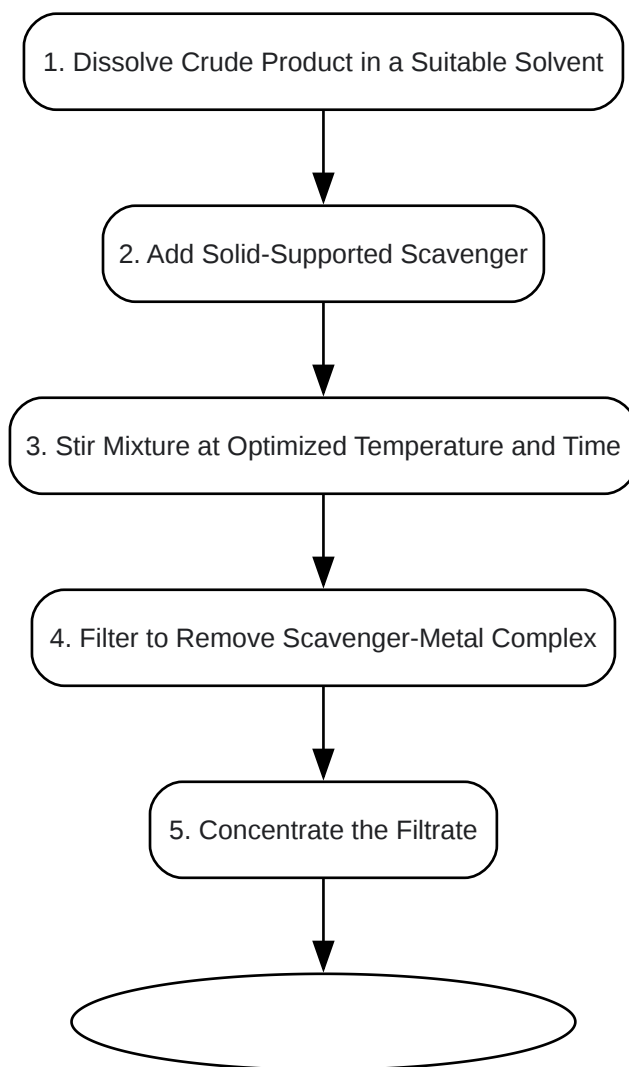 1. Dissolve Crude Product in a Suitable Solvent
2. Add Solid-Supported Scavenger
3. Stir Mixture at Optimized Temperature and Time
4. Filter to Remove Scavenger-Metal Complex
5. Concentrate the Filtrate